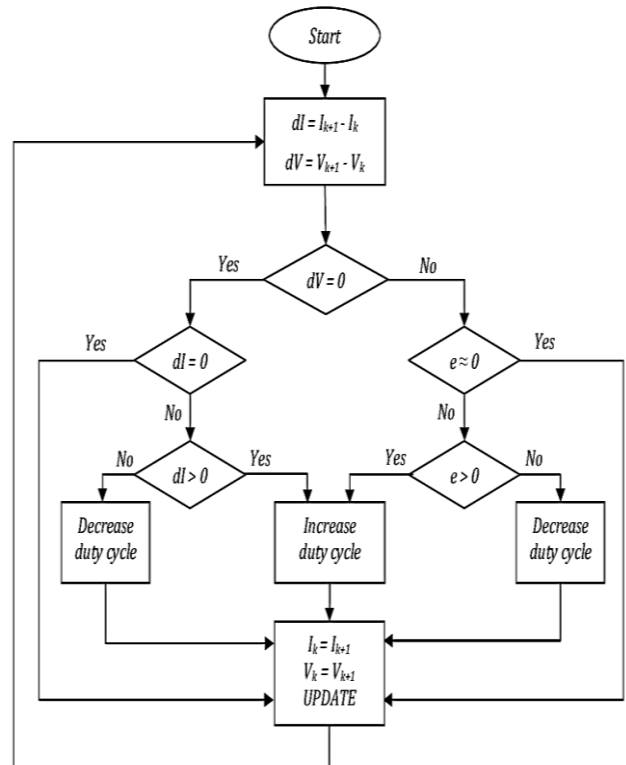 Start
dI = Iₖ₊₁ - Iₖ
dV = Vₖ₊₁ - Vₖ
Yes
dV = 0
No
Yes
dI = 0
e ≈ 0
Yes
No
No
No
dI > 0
Yes
Yes
e > 0
No
Decrease
duty cycle
Increase
duty cycle
Decrease
duty cycle
Iₖ = Iₖ₊₁
Vₖ = Vₖ₊₁
UPDATE